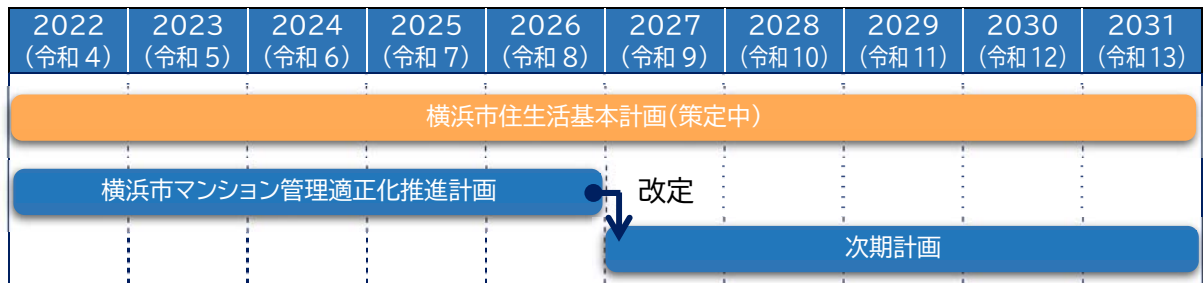 2022 2023 2024 2025 2026 2027 2028 2029 2030 2031
(令和4) (令和5) (令和6) (令和7) (令和8) (令和9) (令和10) (令和11) (令和12) (令和13)
横浜市住生活基本計画(策定中)
横浜市マンション管理適正化推進計画 改定
次期計画